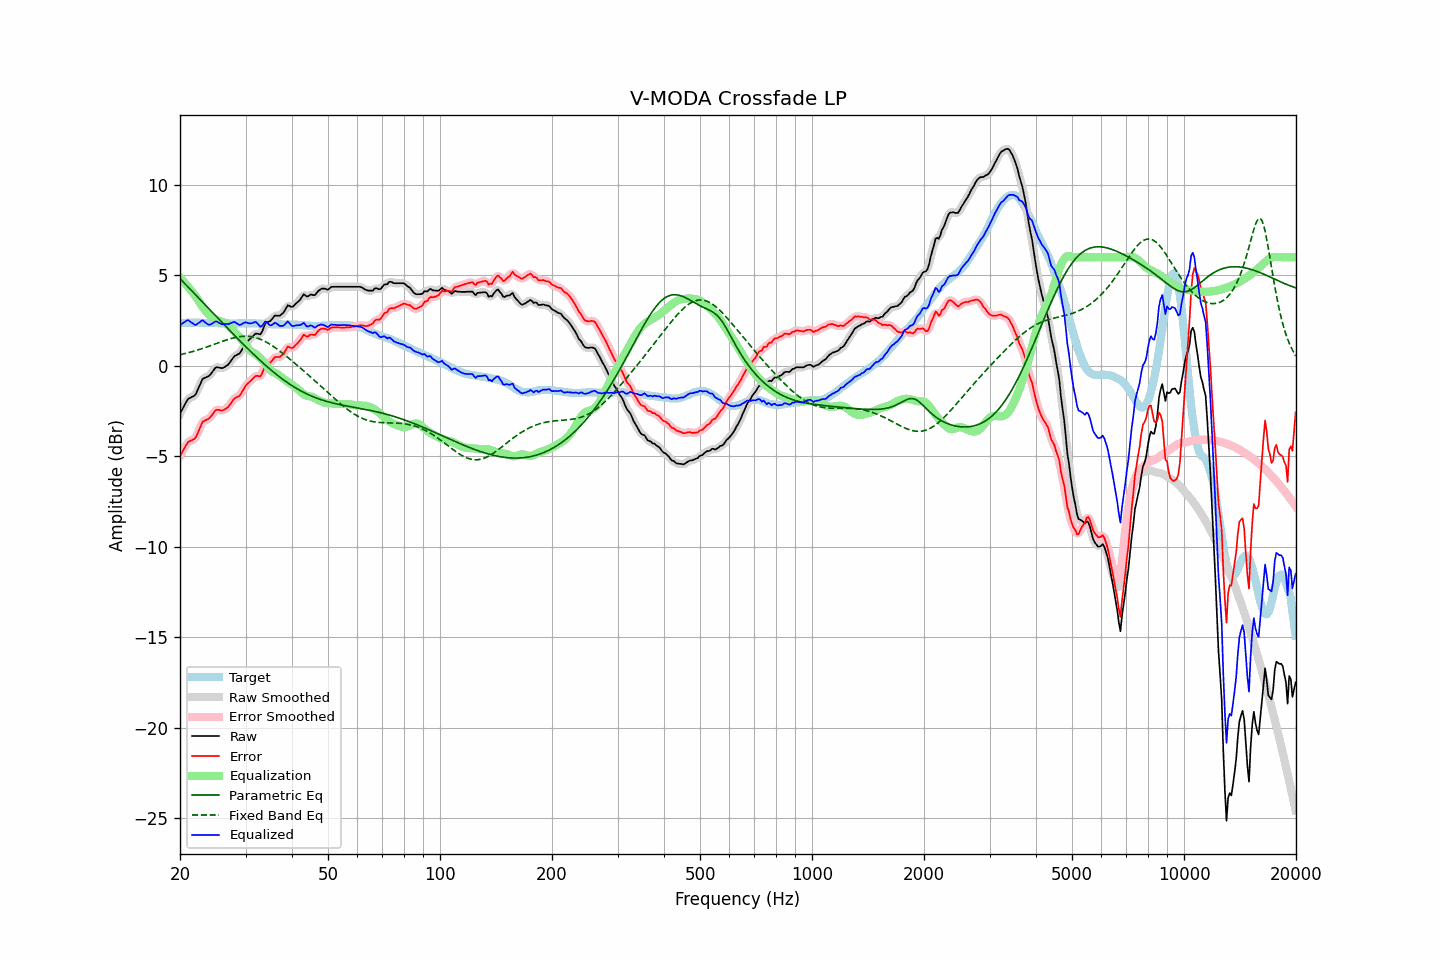 V-MODA Crossfade LP
Amplitude (dBr)
10
5
0
−5
−10
−15
−20
−25
Target
Raw Smoothed
Error Smoothed
Raw
Error
Equalization
Parametric Eq
Fixed Band Eq
Equalized
20 50 100 200 500 1000 2000 5000 10000 20000
Frequency (Hz)